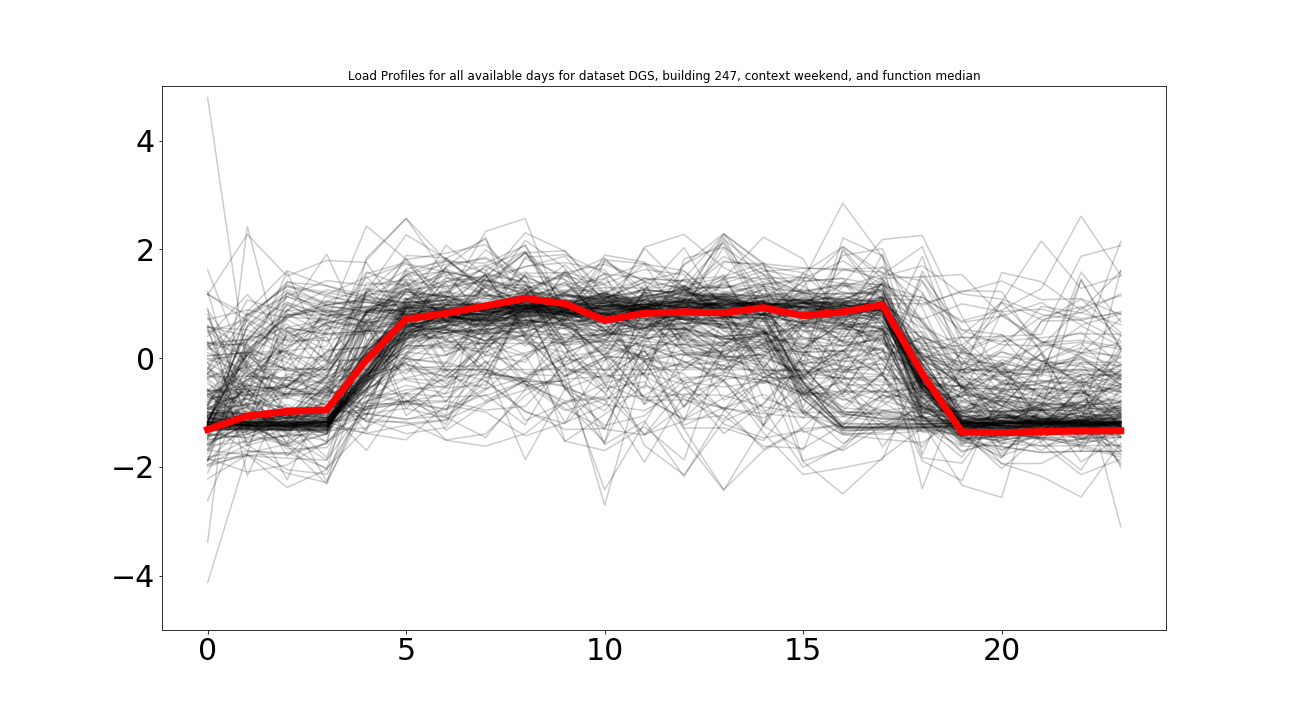 Load Profiles for all available days for dataset DGS, building 247, context weekend, and function median
4
2
0
−2
−4
0 5 10 15 20